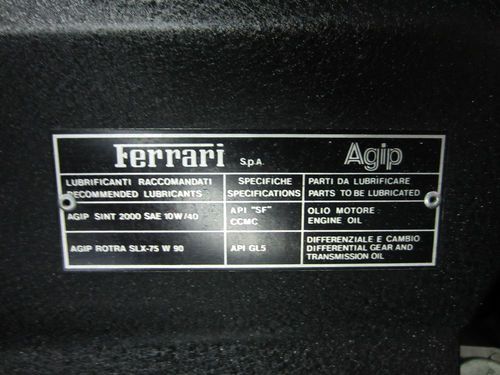 Ferrari S.p.A. Agip
LUBRIFICANTI RACCOMANDATI SPECIFICHE PARTI DA LUBRIFICARE
RECOMMENDED LUBRICANTS SPECIFICATIONS PARTS TO BE LUBRICATED
AGIP SINT 2000 SAE 10W/40 API "SF" OLIO MOTORE:
CCMC ENGINE OIL
AGIP ROTRA SLX-75 W 90 API GL5 DIFFERENZIALE E CAMBIO
DIFFERENTIAL GEAR AND
TRANSMISSION OIL